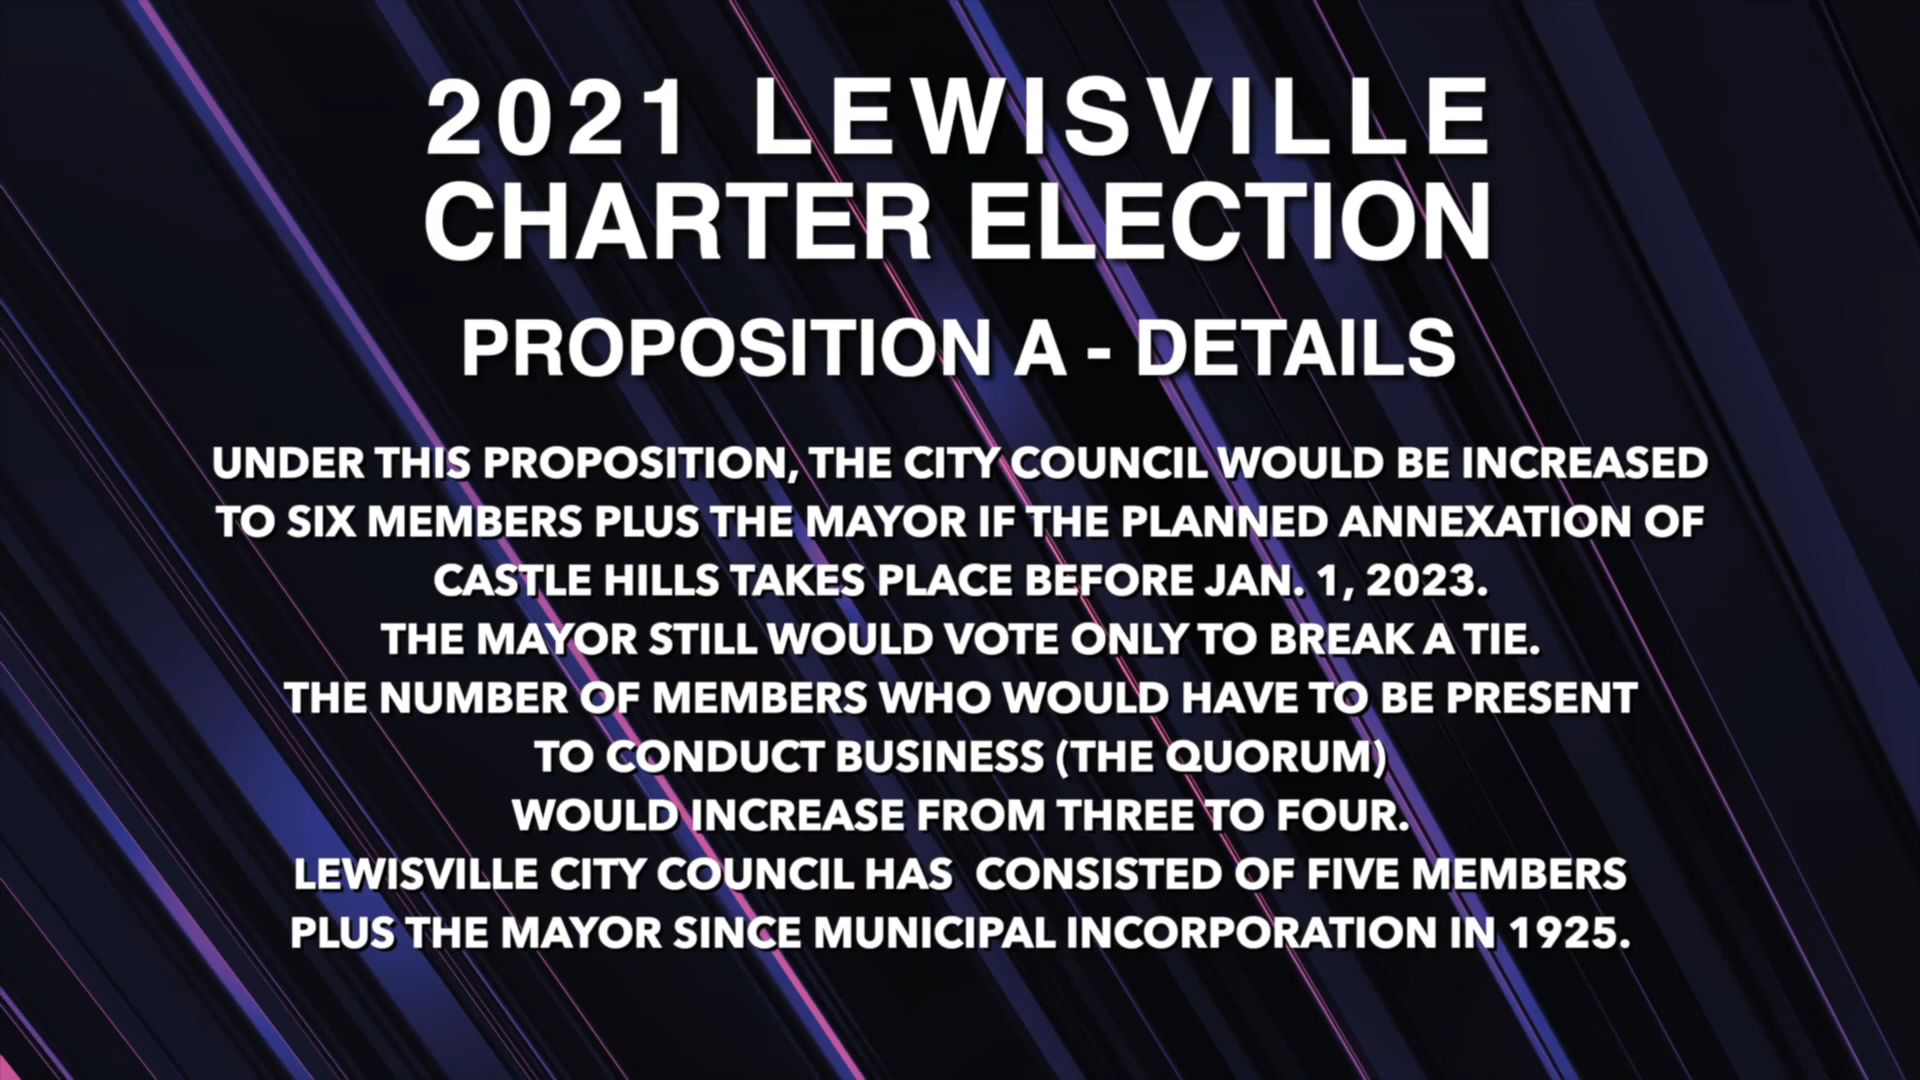 2021 LEWISVILLE
CHARTER ELECTION
PROPOSITION A - DETAILS
UNDER THIS PROPOSITION, THE CITY COUNCIL WOULD BE INCREASED
TO SIX MEMBERS PLUS THE MAYOR IF THE PLANNED ANNEXATION OF
CASTLE HILLS TAKES PLACE BEFORE JAN. 1, 2023.
THE MAYOR STILL WOULD VOTE ONLY TO BREAK A TIE.
THE NUMBER OF MEMBERS WHO WOULD HAVE TO BE PRESENT
TO CONDUCT BUSINESS (THE QUORUM)
WOULD INCREASE FROM THREE TO FOUR.
LEWISVILLE CITY COUNCIL HAS  CONSISTED OF FIVE MEMBERS
PLUS THE MAYOR SINCE MUNICIPAL INCORPORATION IN 1925.